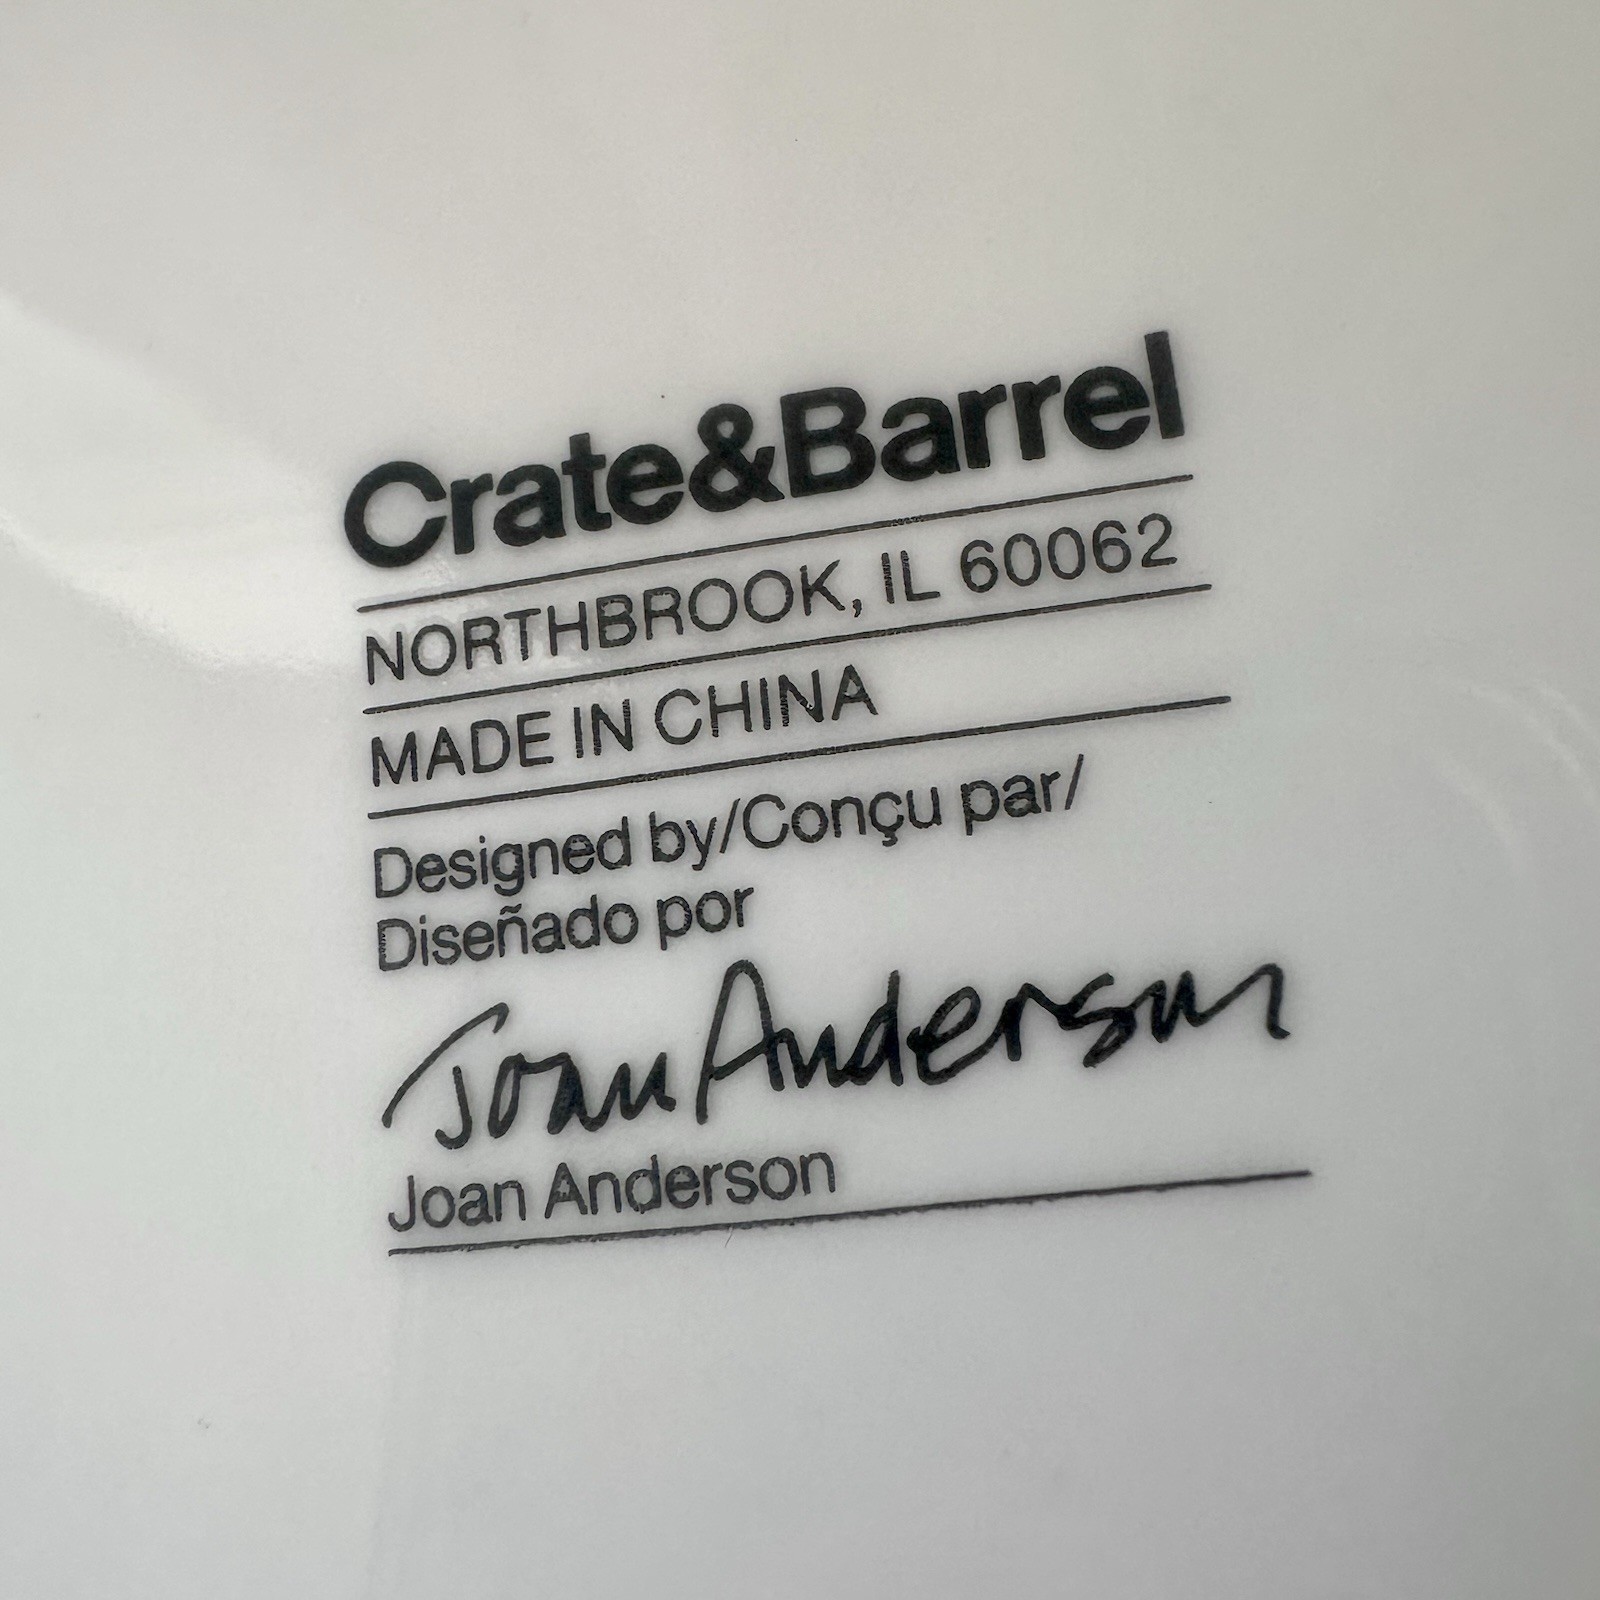 Crate&Barrel
NORTHBROOK, IL 60062
MADE IN CHINA
Designed by/Conçu par/
Diseñado por
Joan Anderson
Joan Anderson